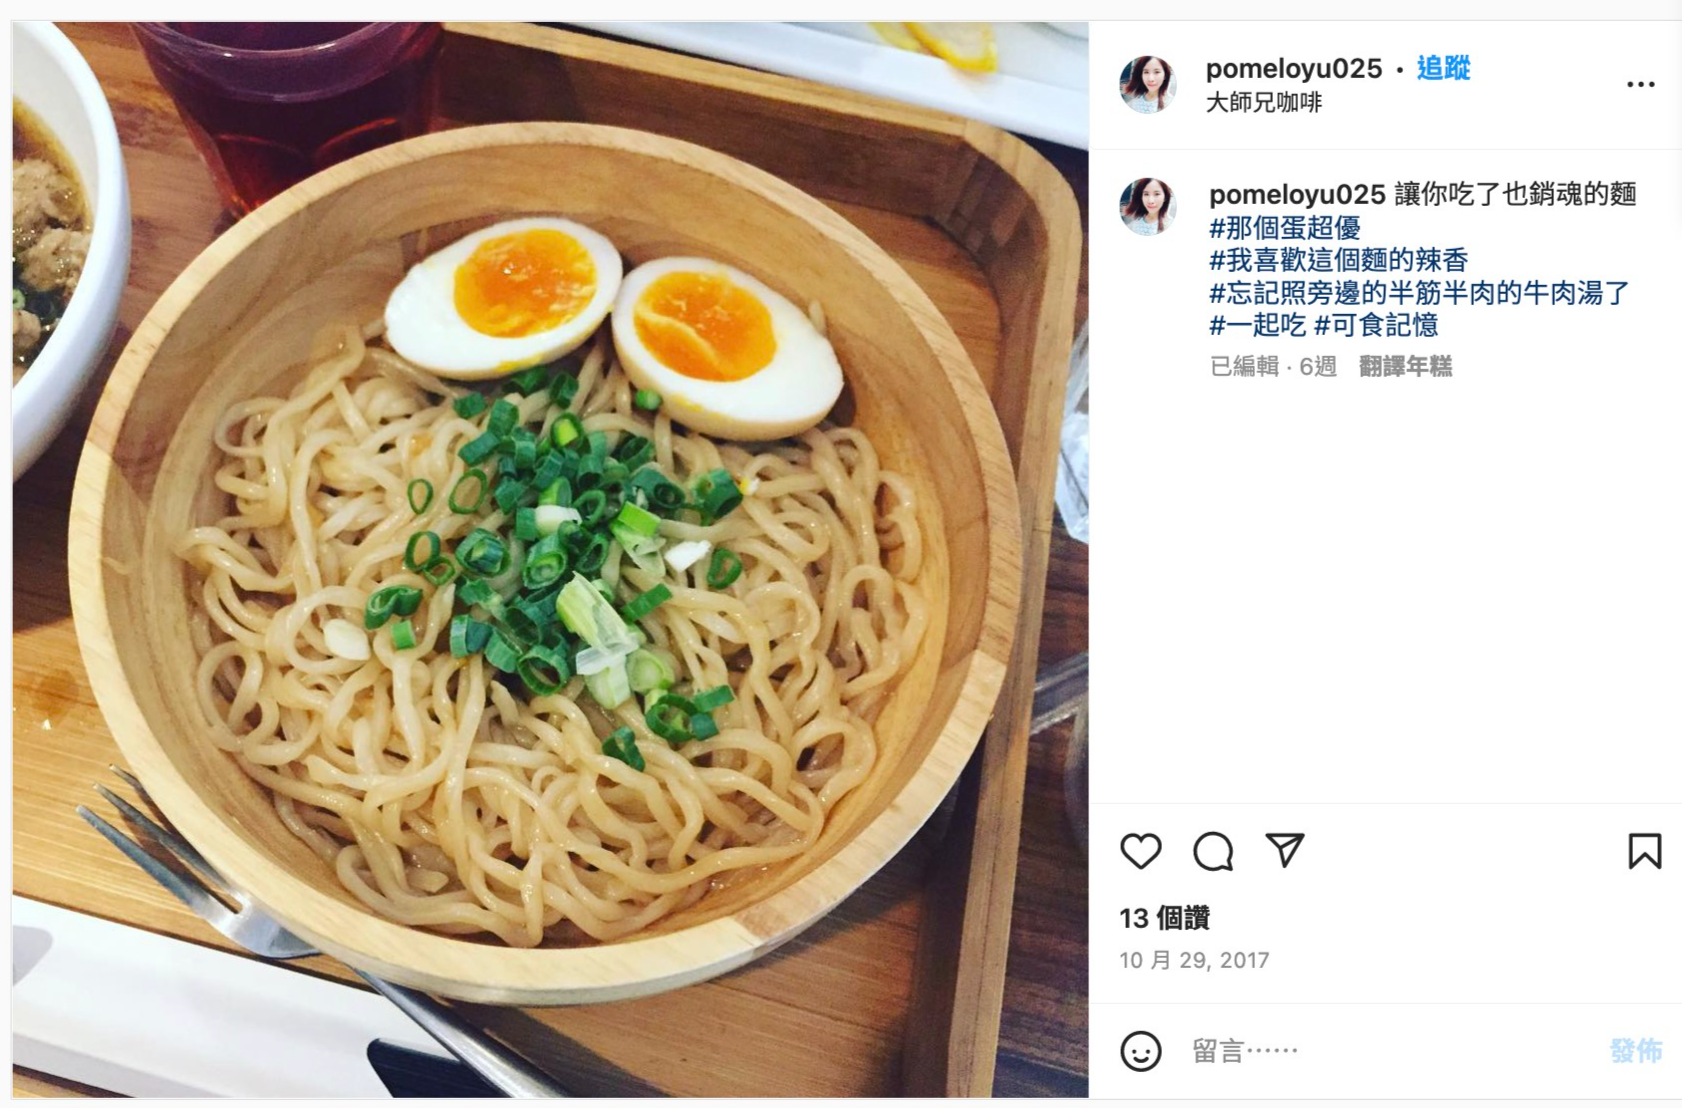 pomeloyu025 • 追蹤
大師兄咖啡
pomeloyu025 讓你吃了也銷魂的麵
#那個蛋超優
#我喜歡這個麵的辣香
#忘記照旁邊的半筋半肉的牛肉湯了
#一起吃 #可食記憶
已編輯 · 6週 翻譯年糕
13 個讚
10 月 29, 2017
留言⋯⋯
發佈